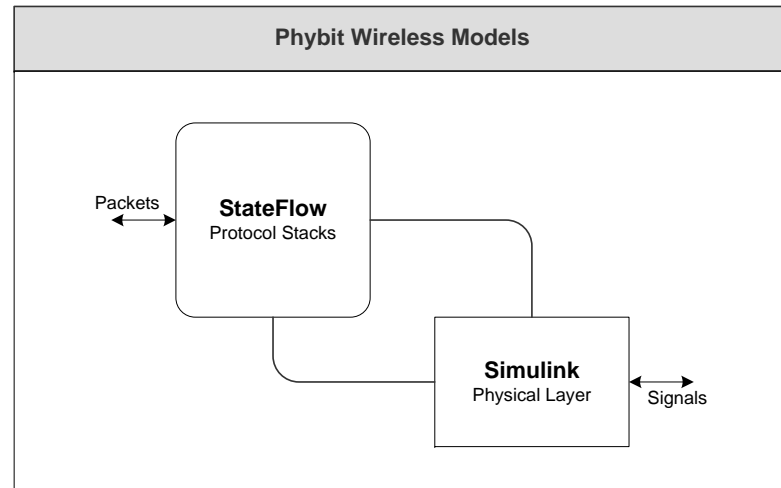 Phybit Wireless Models
Packets
StateFlow
Protocol Stacks
Simulink
Physical Layer
Signals